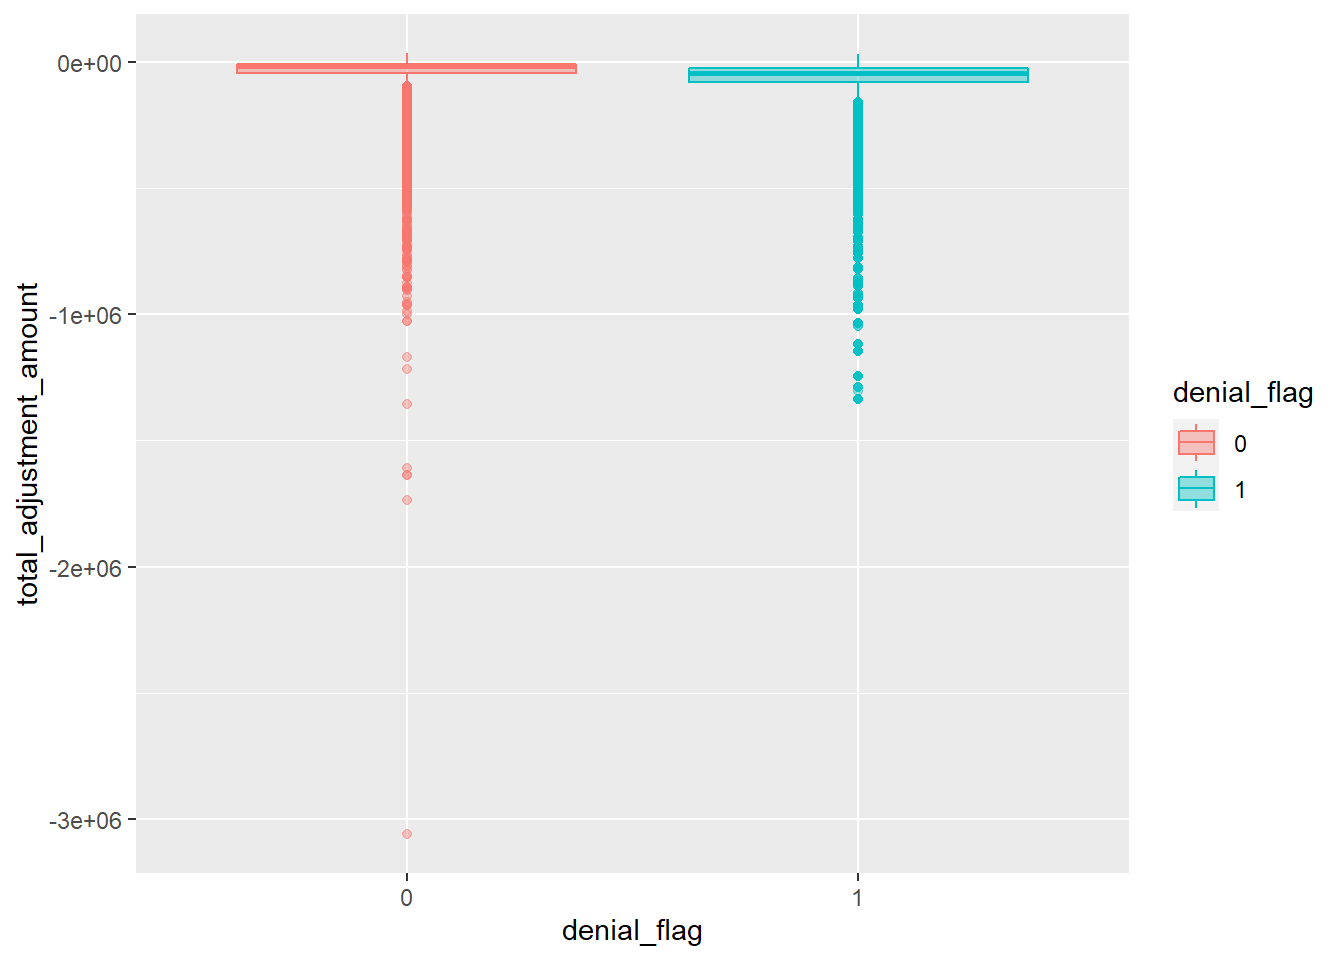 0e+00
-1e+06
-2e+06
-3e+06
total_adjustment_amount
0
1
denial_flag
denial_flag
0
1